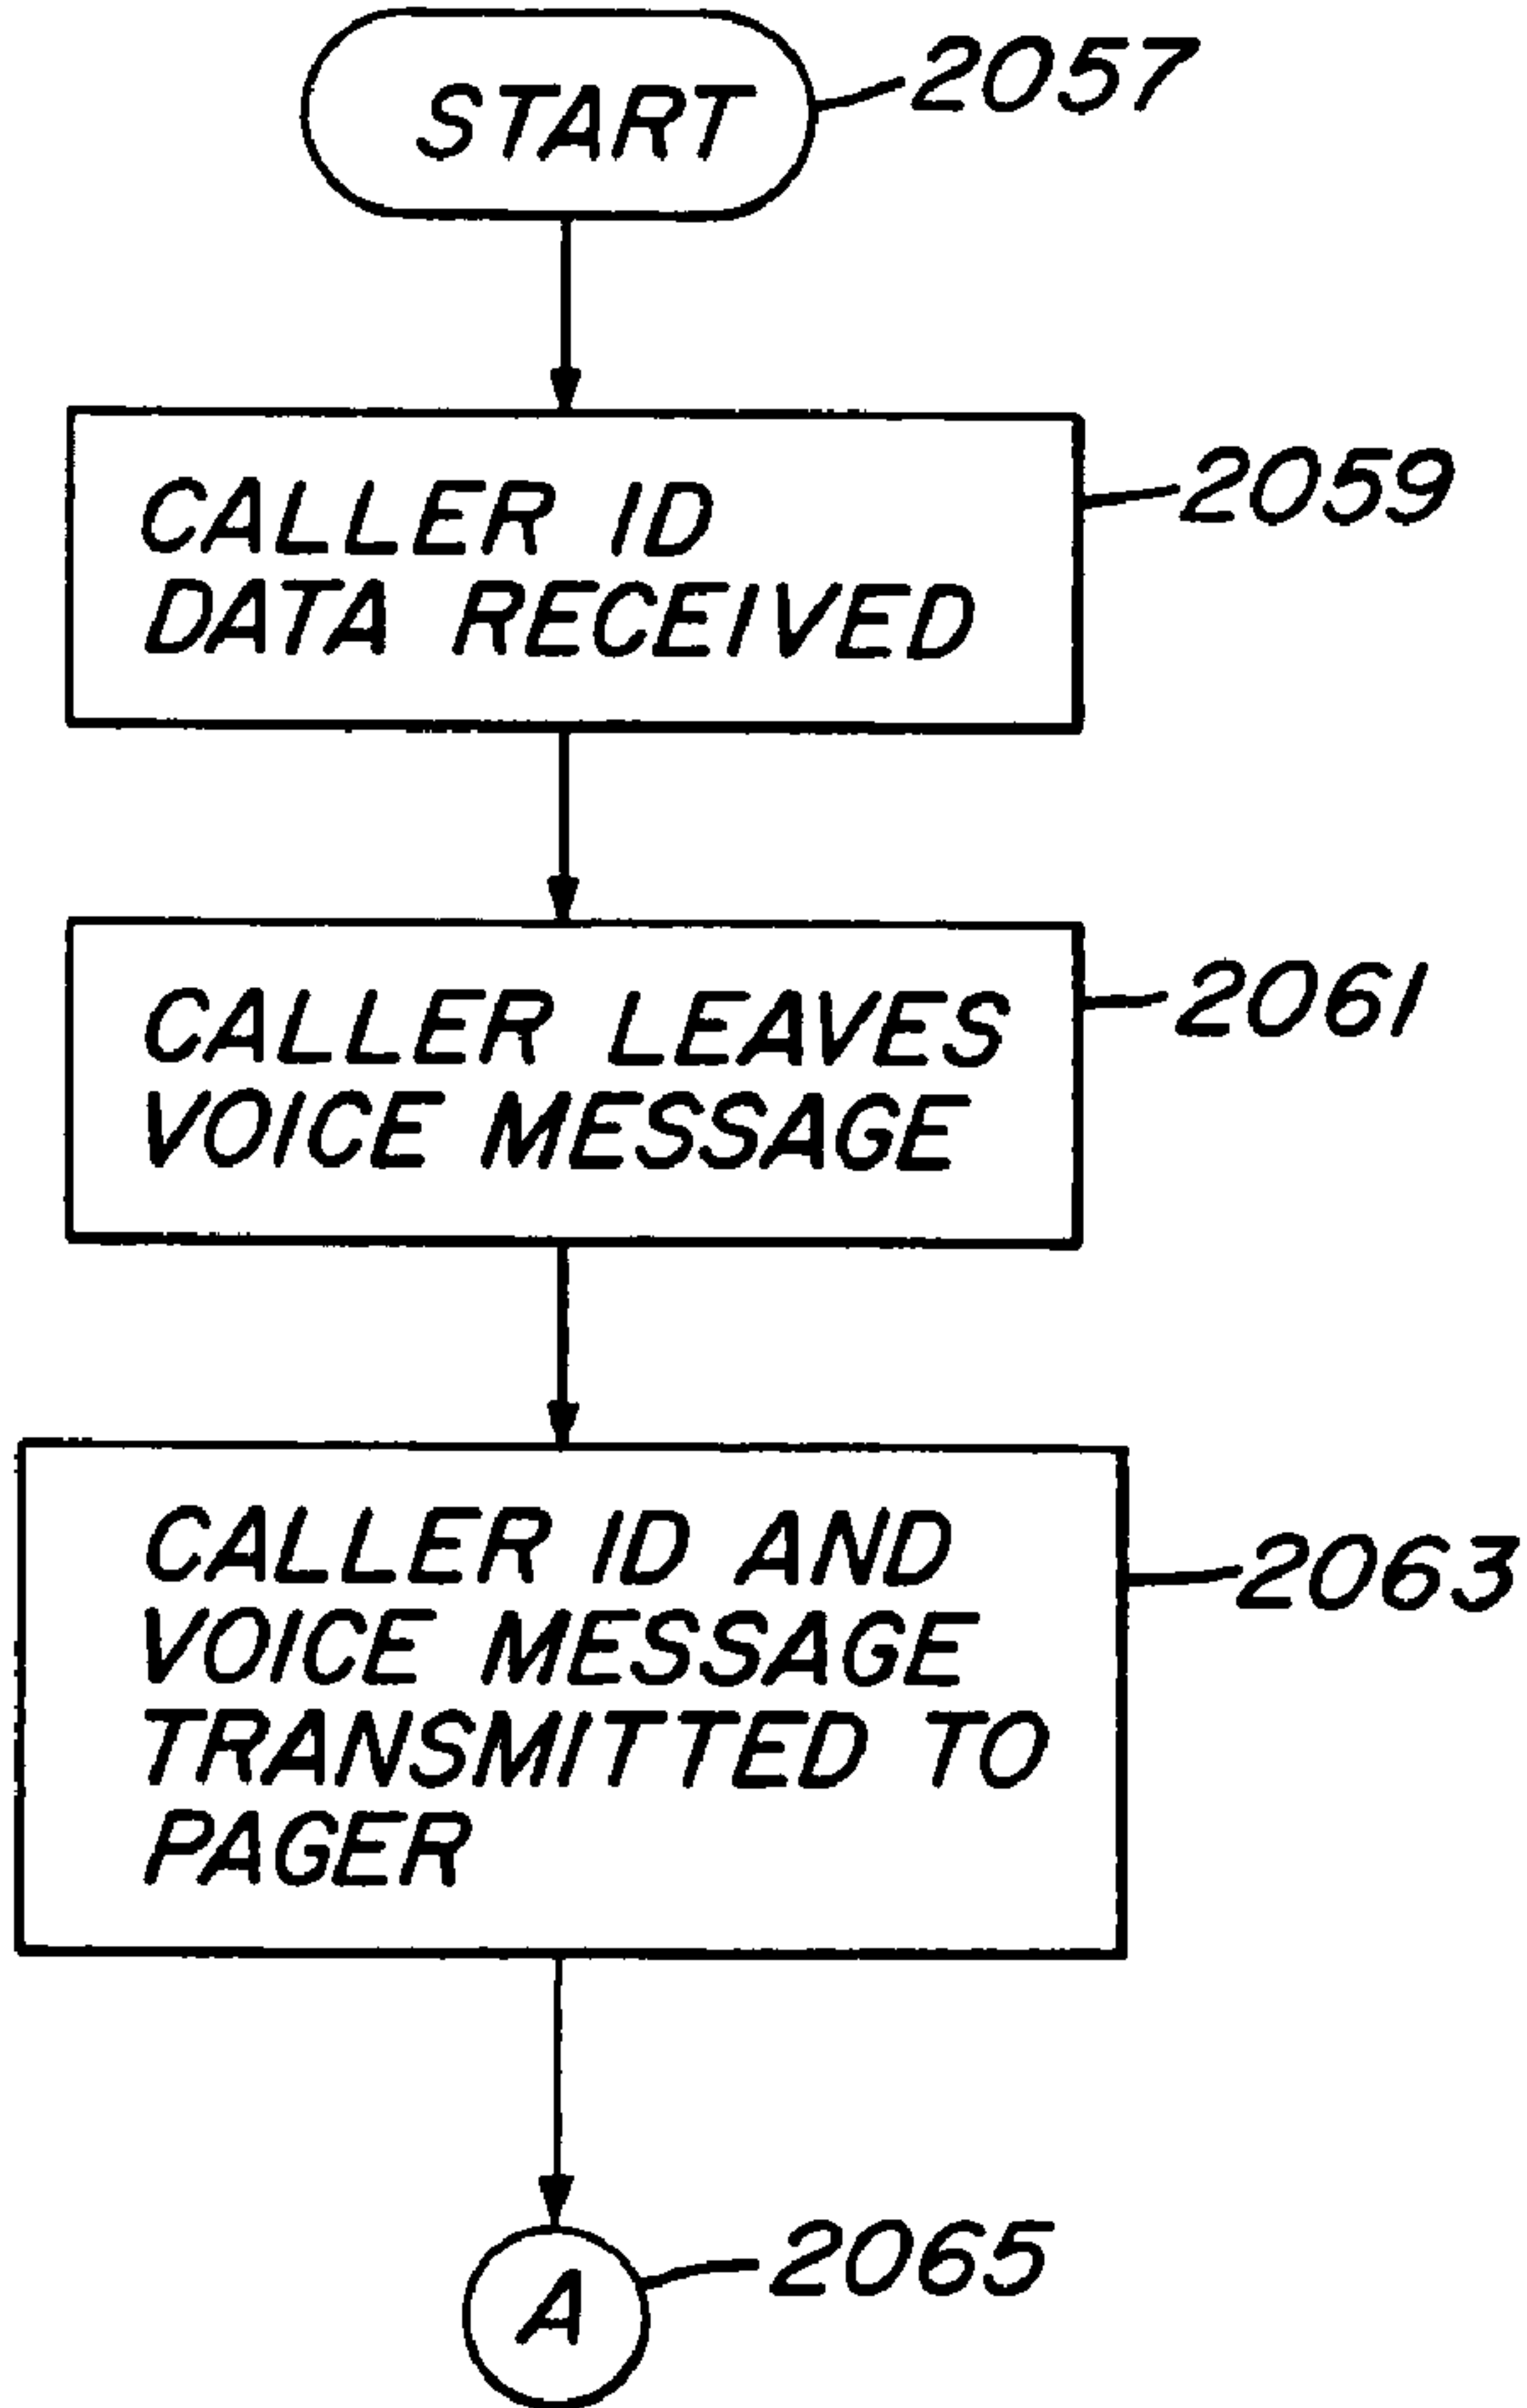 START
2057
CALLER ID
DATA RECEIVED
2059
CALLER LEAVES
VOICE MESSAGE
2061
CALLER ID AND
VOICE MESSAGE
TRANSMITTED TO
PAGER
2063
A
2065